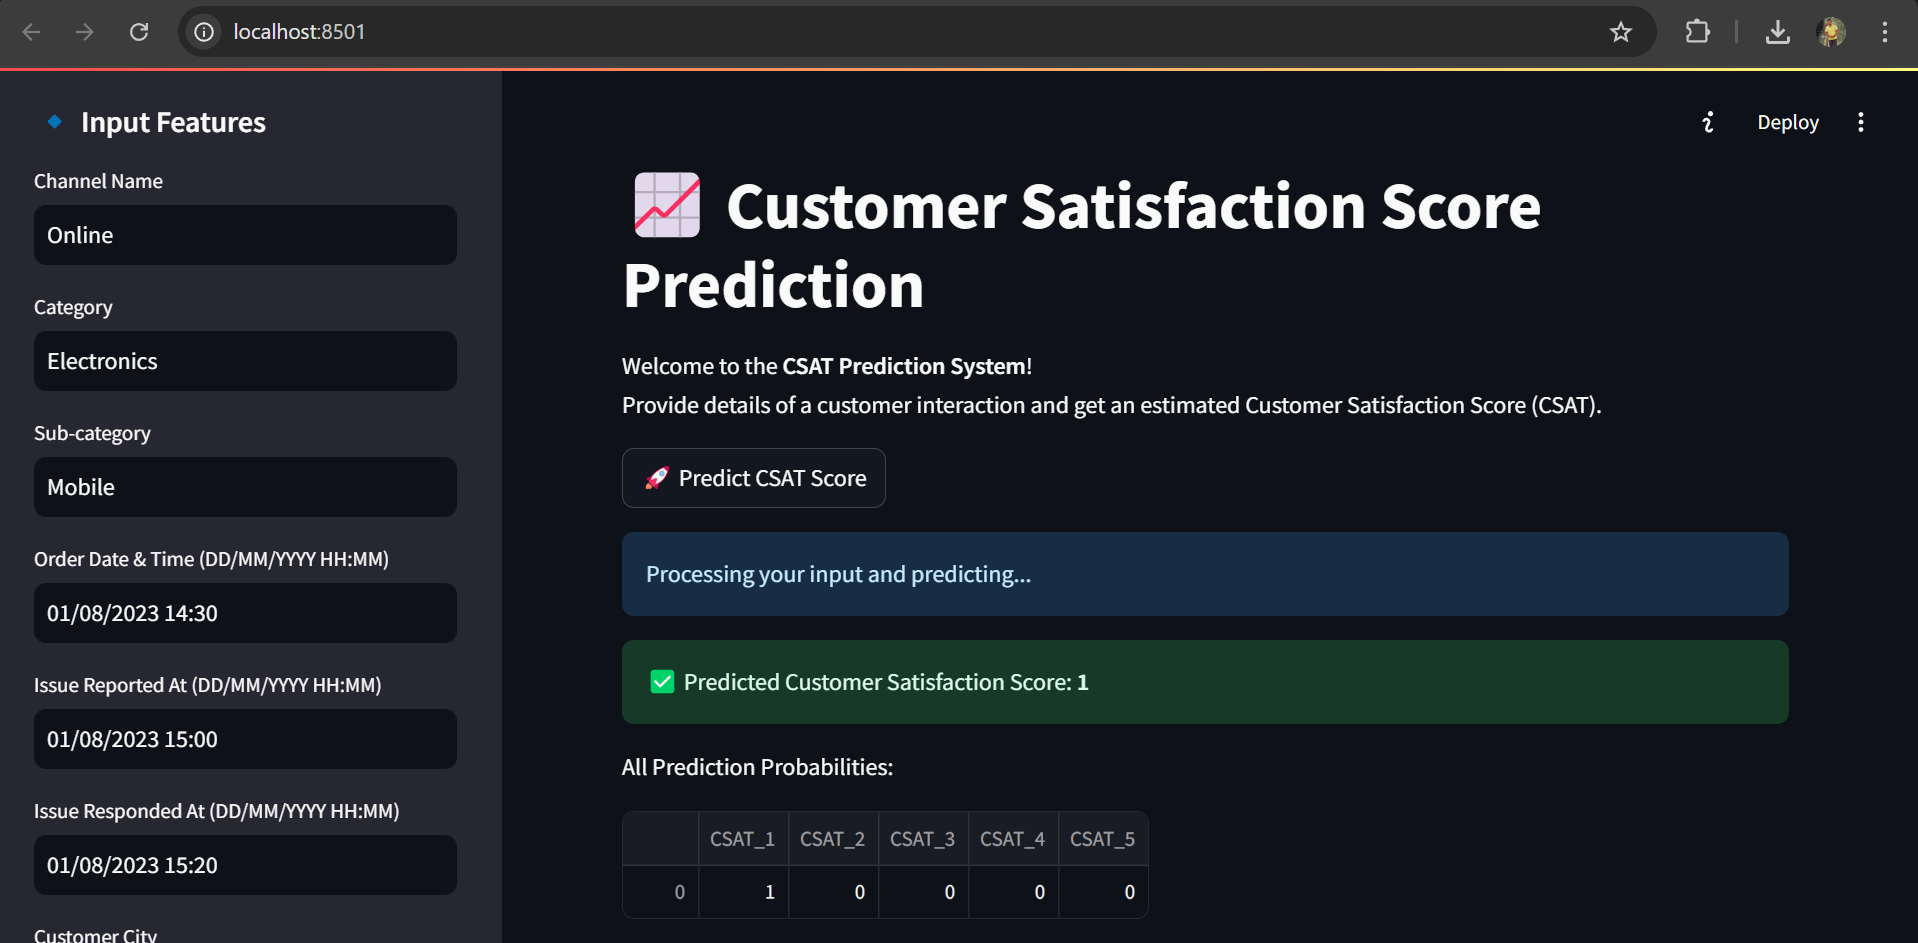 localhost:8501
Input Features
Channel Name
Online
Category
Electronics
Sub-category
Mobile
Order Date & Time (DD/MM/YYYY HH:MM)
01/08/2023 14:30
Issue Reported At (DD/MM/YYYY HH:MM)
01/08/2023 15:00
Issue Responded At (DD/MM/YYYY HH:MM)
01/08/2023 15:20
Customer City
Deploy
Customer Satisfaction Score
Prediction
Welcome to the CSAT Prediction System!
Provide details of a customer interaction and get an estimated Customer Satisfaction Score (CSAT).
Predict CSAT Score
Processing your input and predicting...
Predicted Customer Satisfaction Score: 1
All Prediction Probabilities:
CSAT_1 CSAT_2 CSAT_3 CSAT_4 CSAT_5
0 1 0 0 0 0